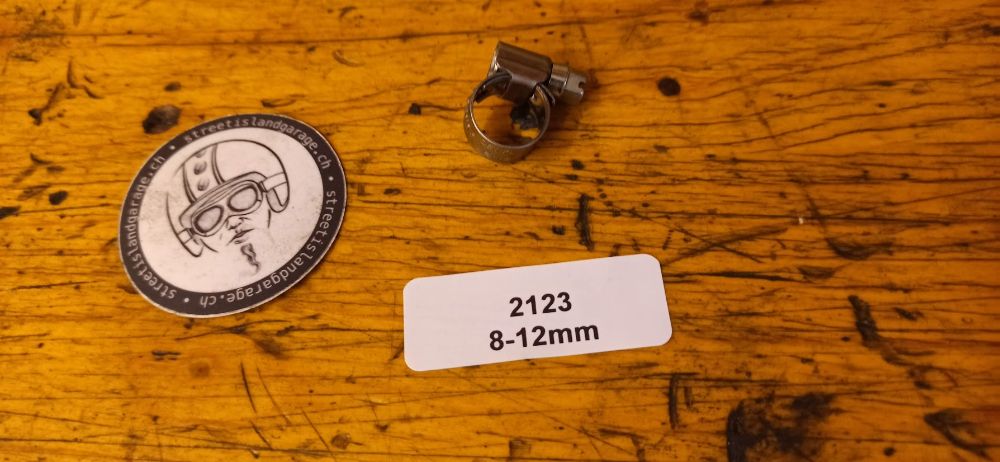 • streetislandgarage.ch • streetislandgarage.ch • streetislandgarage.ch
2123
8-12mm